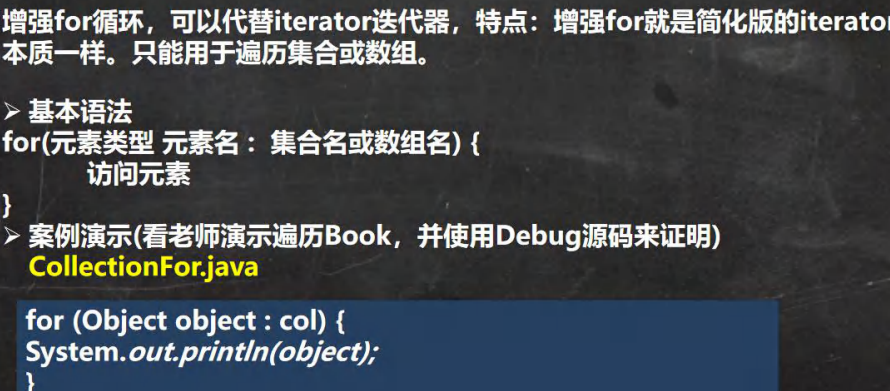 增强for循环，可以代替iterator迭代器，特点：增强for就是简化版的iterator
本质一样。只能用于遍历集合或数组。
➢ 基本语法
for(元素类型 元素名 : 集合名或数组名) {
访问元素
}
➢ 案例演示(看老师演示遍历Book，并使用Debug源码来证明)
CollectionFor.java
for (Object object : col) {
System.out.println(object);
}